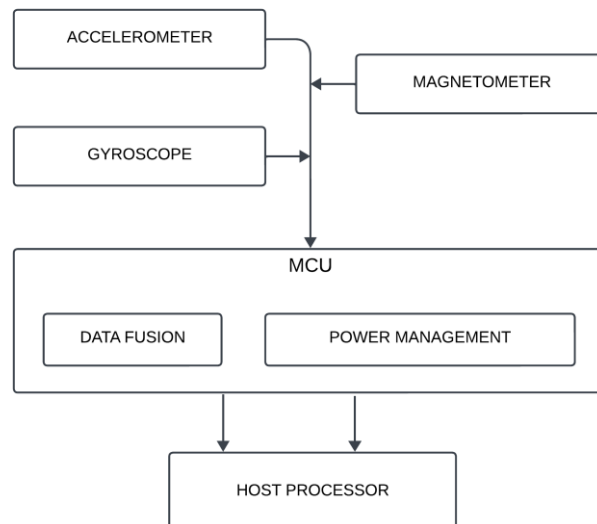 ACCELEROMETER
MAGNETOMETER
GYROSCOPE
MCU
DATA FUSION
POWER MANAGEMENT
HOST PROCESSOR